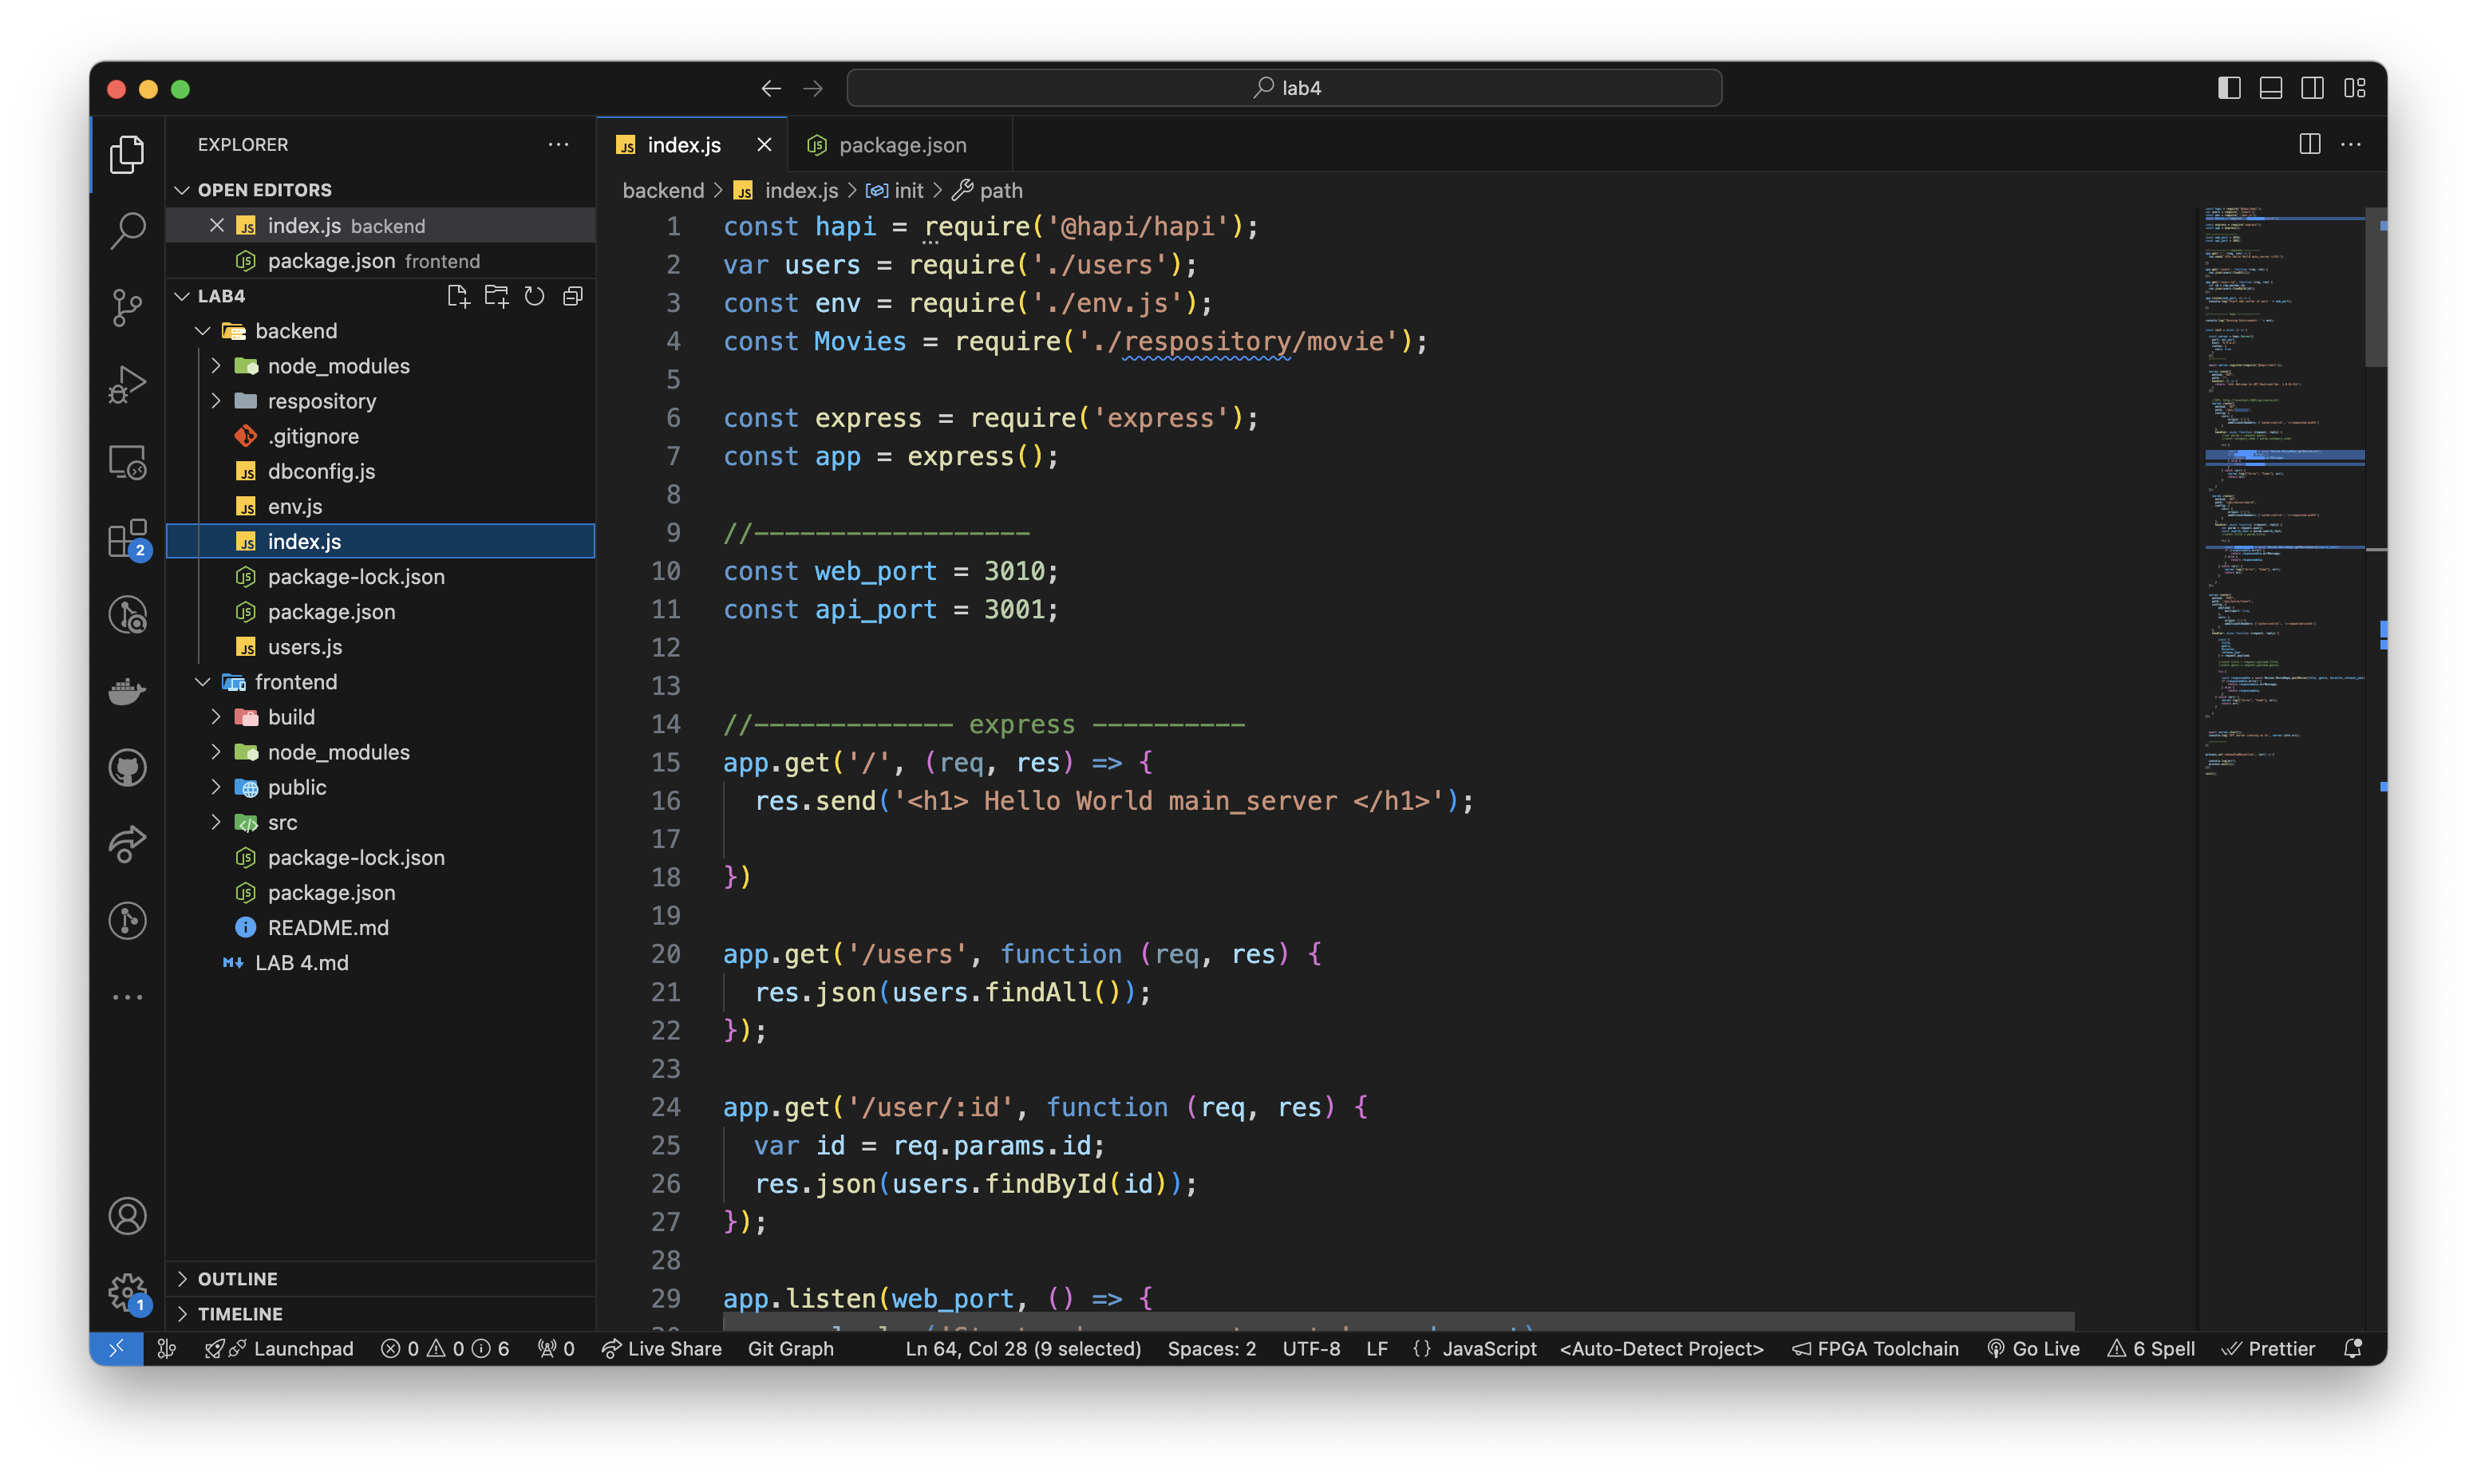 lab4
EXPLORER
OPEN EDITORS
index.js backend
package.json frontend
LAB4
backend
node_modules
respository
.gitignore
dbconfig.js
env.js
index.js
package-lock.json
package.json
users.js
frontend
build
node_modules
public
src
package-lock.json
package.json
README.md
LAB 4.md
OUTLINE
TIMELINE
2
1
index.js
package.json
backend > index.js > init > path
1 const hapi = require('@hapi/hapi');
2 var users = require('./users');
3 const env = require('./env.js');
4 const Movies = require('./respository/movie');
5
6 const express = require('express');
7 const app = express();
8
9 //------------------
10 const web_port = 3010;
11 const api_port = 3001;
12
13
14 //------------- express ----------
15 app.get('/', (req, res) => {
16 res.send('<h1> Hello World main_server </h1>');
17
18 })
19
20 app.get('/users', function (req, res) {
21 res.json(users.findAll());
22 });
23
24 app.get('/user/:id', function (req, res) {
25 var id = req.params.id;
26 res.json(users.findById(id));
27 });
28
29 app.listen(web_port, () => {
Launchpad 0 0 6 0 Live Share Git Graph Ln 64, Col 28 (9 selected) Spaces: 2 UTF-8 LF {} JavaScript <Auto-Detect Project> FPGA Toolchain Go Live 6 Spell Prettier